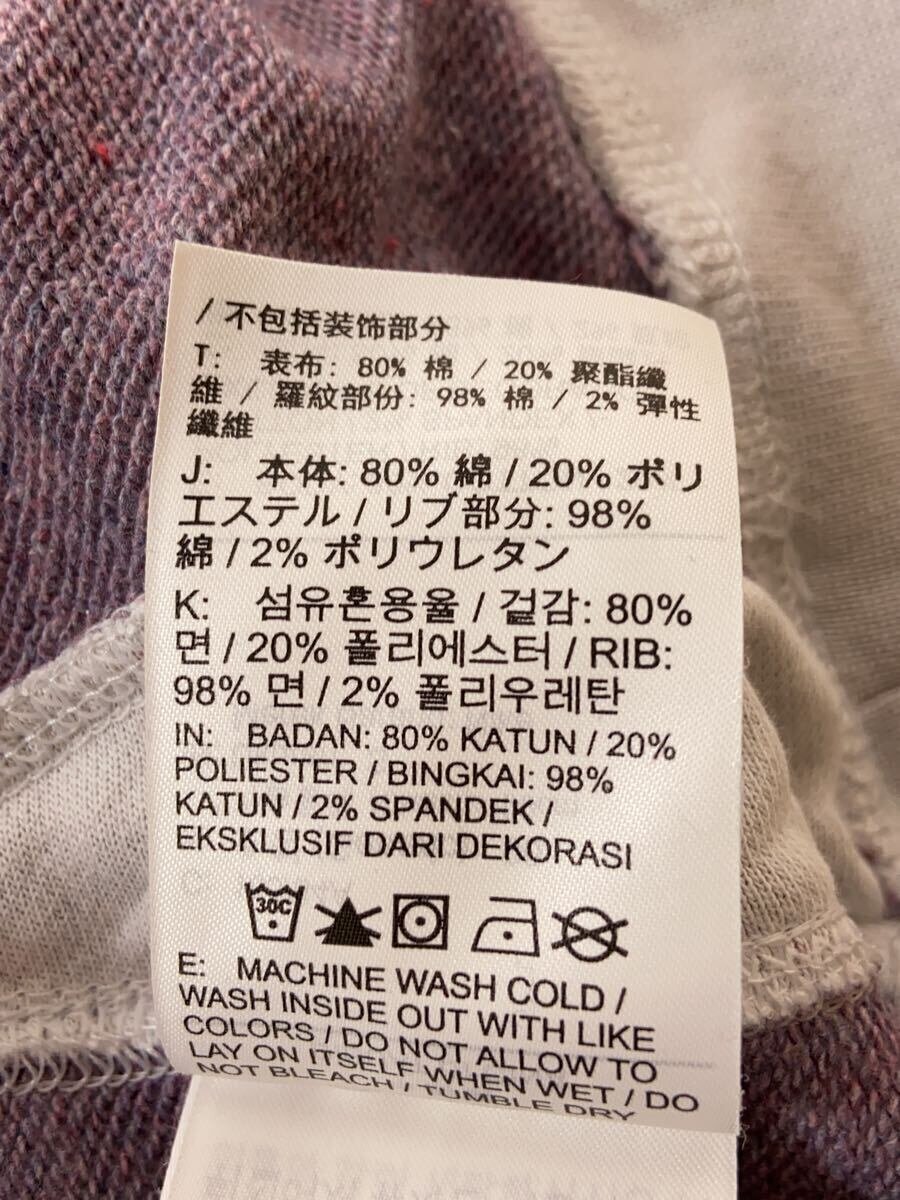 / 不包括装饰部分
T: 表布: 80% 棉 / 20% 聚酯纖
維 / 羅紋部份: 98% 棉 / 2% 彈性
纖維
J: 本体: 80% 綿 / 20% ポリ
エステル / リブ部分: 98%
綿 / 2% ポリウレタン
K: 섬유혼용율 / 겉감: 80%
면 / 20% 폴리에스터 / RIB:
98% 면 / 2% 폴리우레탄
IN: BADAN: 80% KATUN / 20%
POLIESTER / BINGKAI: 98%
KATUN / 2% SPANDEK /
EKSKLUSIF DARI DEKORASI
30C
E: MACHINE WASH COLD /
WASH INSIDE OUT WITH LIKE
COLORS / DO NOT ALLOW TO
LAY ON ITSELF WHEN WET / DO
NOT BLEACH / TUMBLE DRY